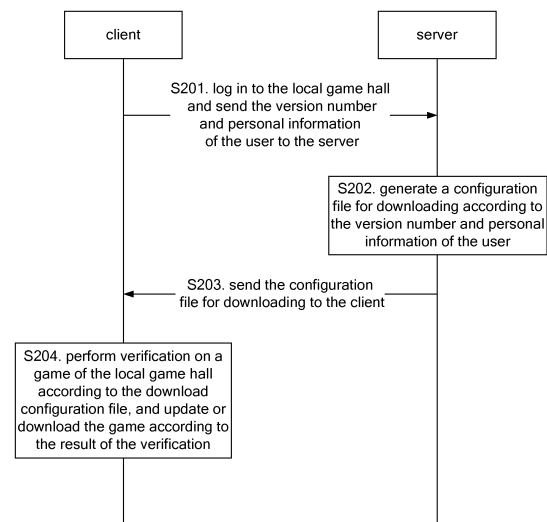 client
server
S201. log in to the local game hall
and send the version number
and personal information
of the user to the server
S202. generate a configuration
file for downloading according to
the version number and personal
information of the user
S203. send the configuration
file for downloading to the client
S204. perform verification on a
game of the local game hall
according to the download
configuration file, and update or
download the game according to
the result of the verification